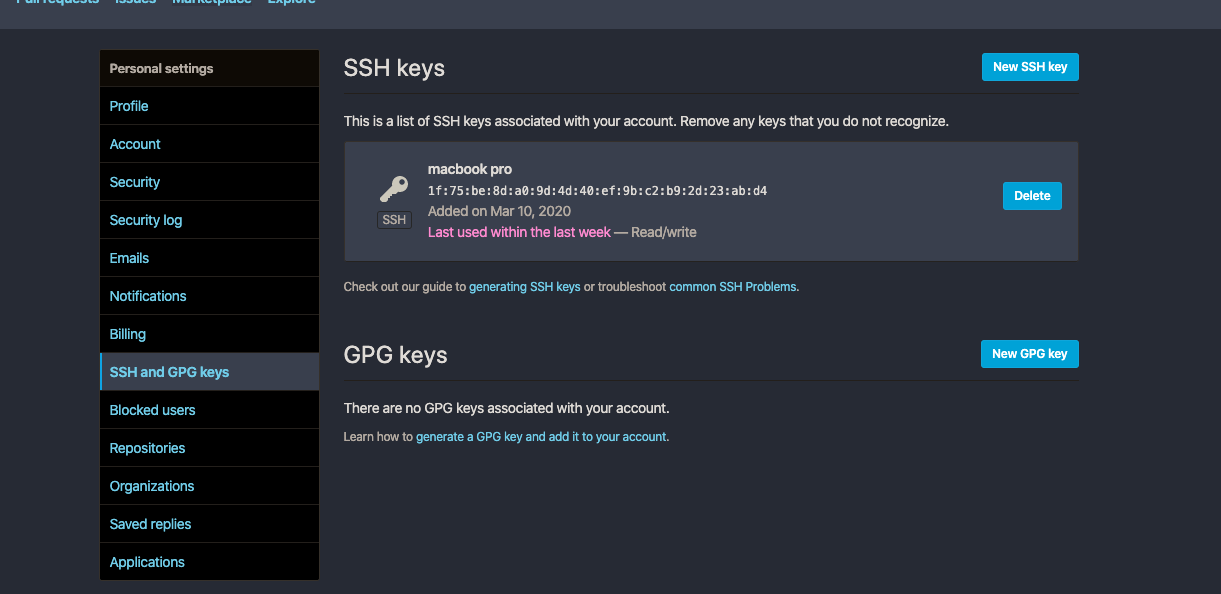 Pull requests Issues Marketplace Explore
Personal settings
Profile
Account
Security
Security log
Emails
Notifications
Billing
SSH and GPG keys
Blocked users
Repositories
Organizations
Saved replies
Applications
SSH keys
New SSH key
This is a list of SSH keys associated with your account. Remove any keys that you do not recognize.
macbook pro
1f:75:be:8d:a0:9d:4d:40:ef:9b:c2:b9:2d:23:ab:d4
Added on Mar 10, 2020
Last used within the last week — Read/write
SSH
Delete
Check out our guide to generating SSH keys or troubleshoot common SSH Problems.
GPG keys
New GPG key
There are no GPG keys associated with your account.
Learn how to generate a GPG key and add it to your account.